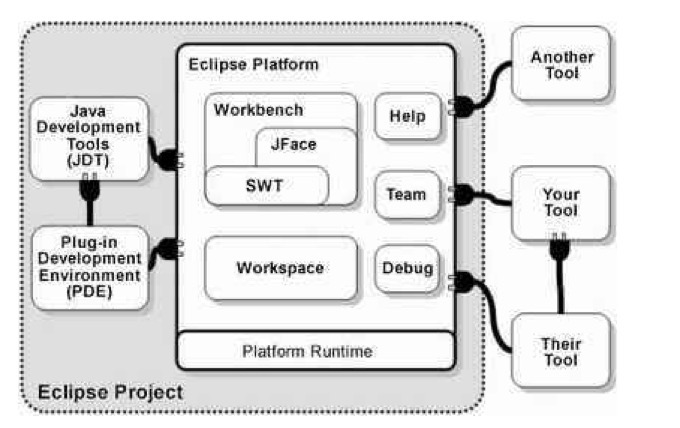 Eclipse Platform
Another
Tool
Java
Development
Tools
(JDT)
Workbench
JFace
SWT
Help
Team
Your
Tool
Plug-in
Development
Environment
(PDE)
Workspace
Debug
Their
Tool
Platform Runtime
Eclipse Project